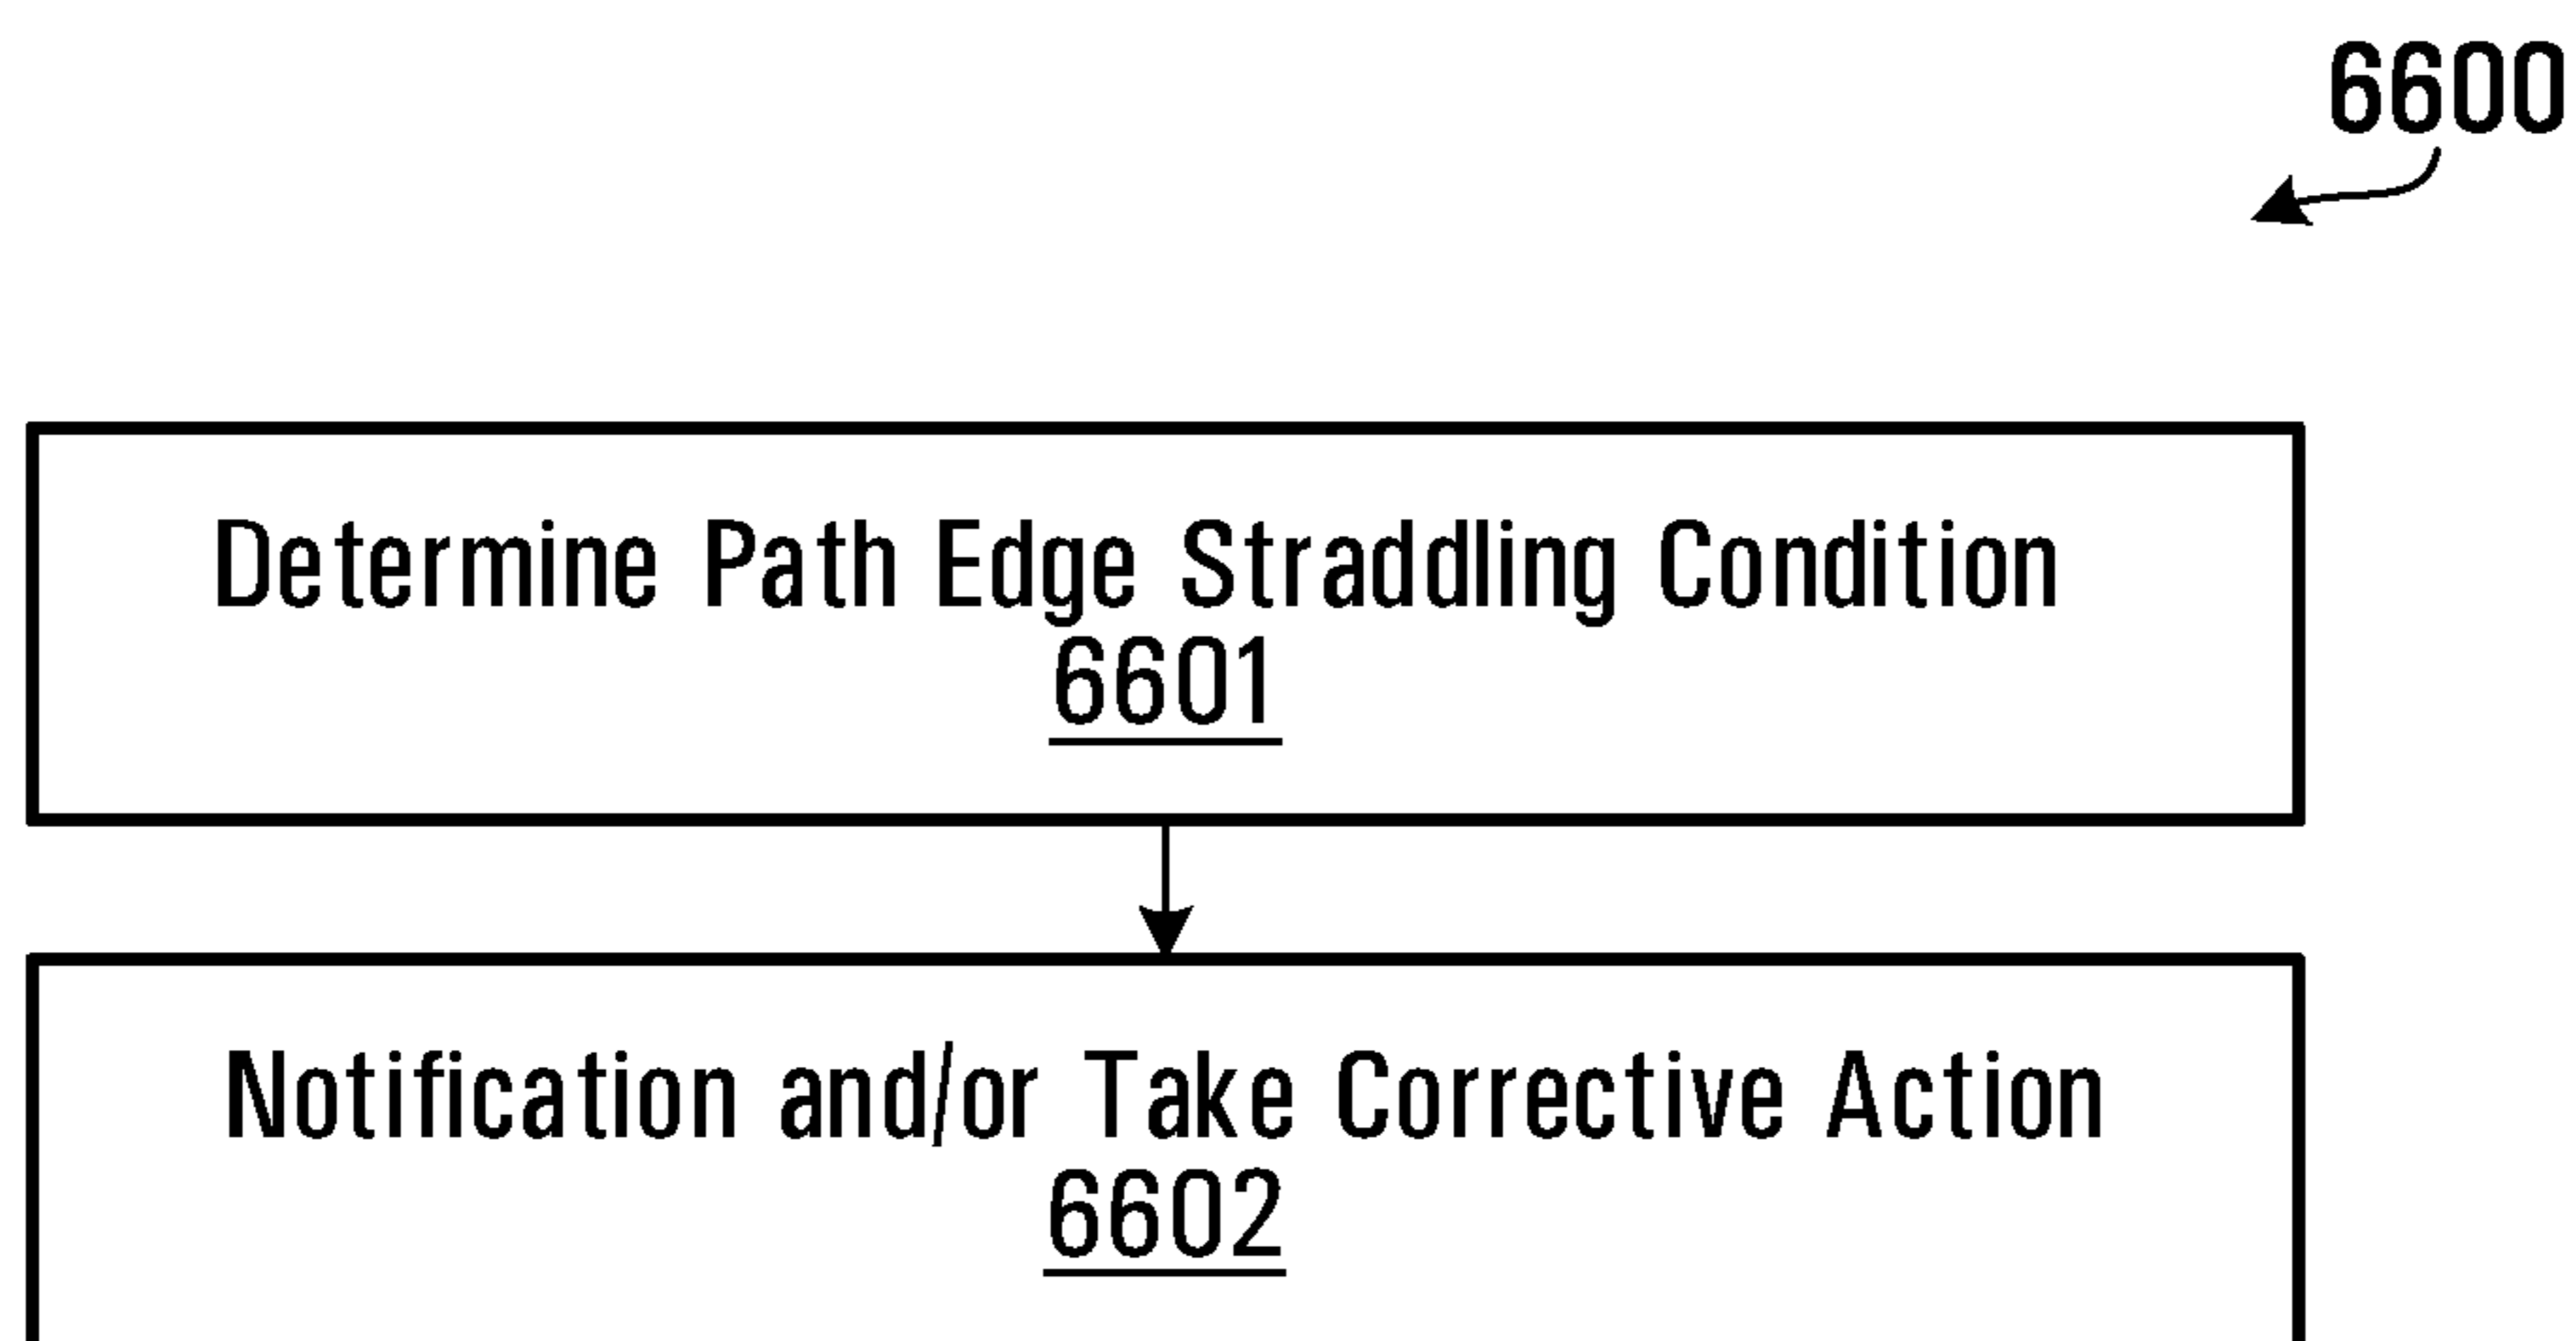 6600
Determine Path Edge Straddling Condition
6601
Notification and/or Take Corrective Action
6602